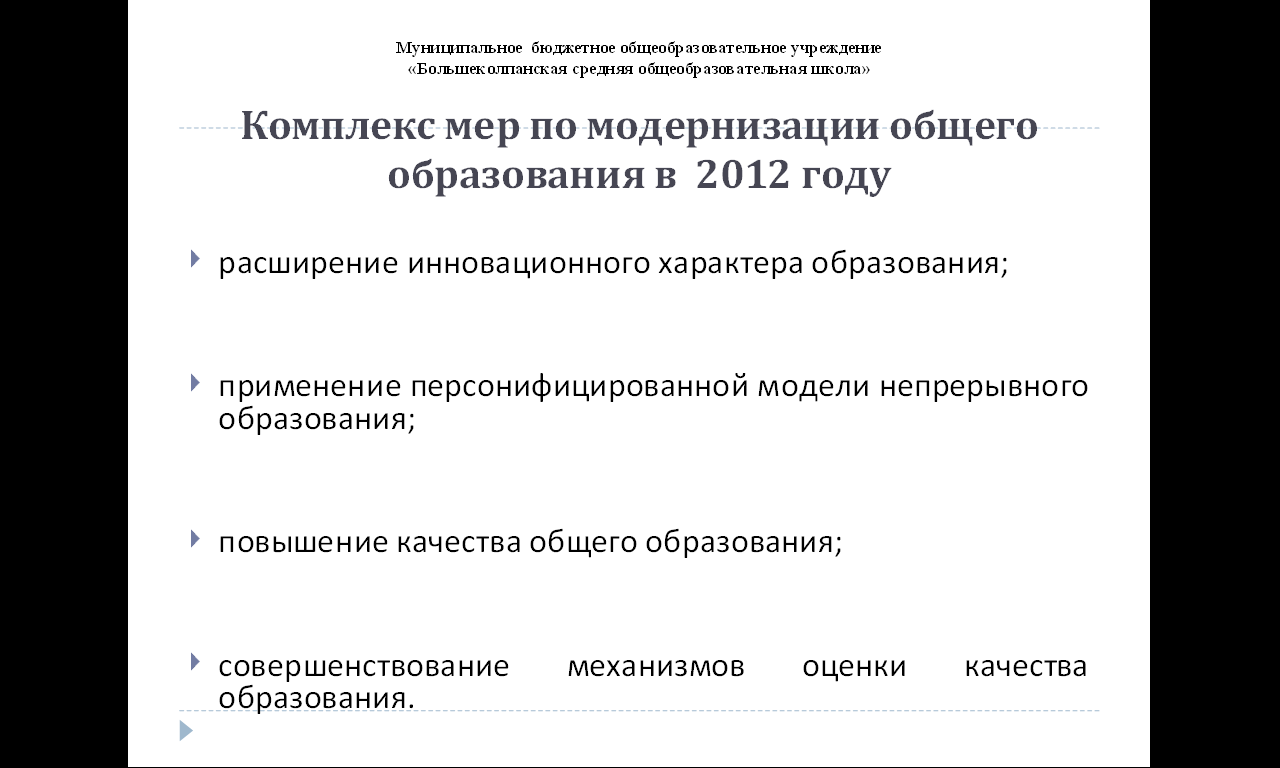 Муниципальное бюджетное общеобразовательное учреждение
«Большеколпанская средняя общеобразовательная школа»
Комплекс мер по модернизации общего
образования в 2012 году
расширение инновационного характера образования;
применение персонифицированной модели непрерывного
образования;
повышение качества общего образования;
совершенствование механизмов оценки качества
образования.